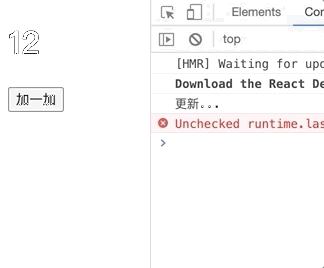 12
加一加
Elements
Con
top
[HMR] Waiting for upd
Download the React De
更新。。。
Unchecked runtime.las